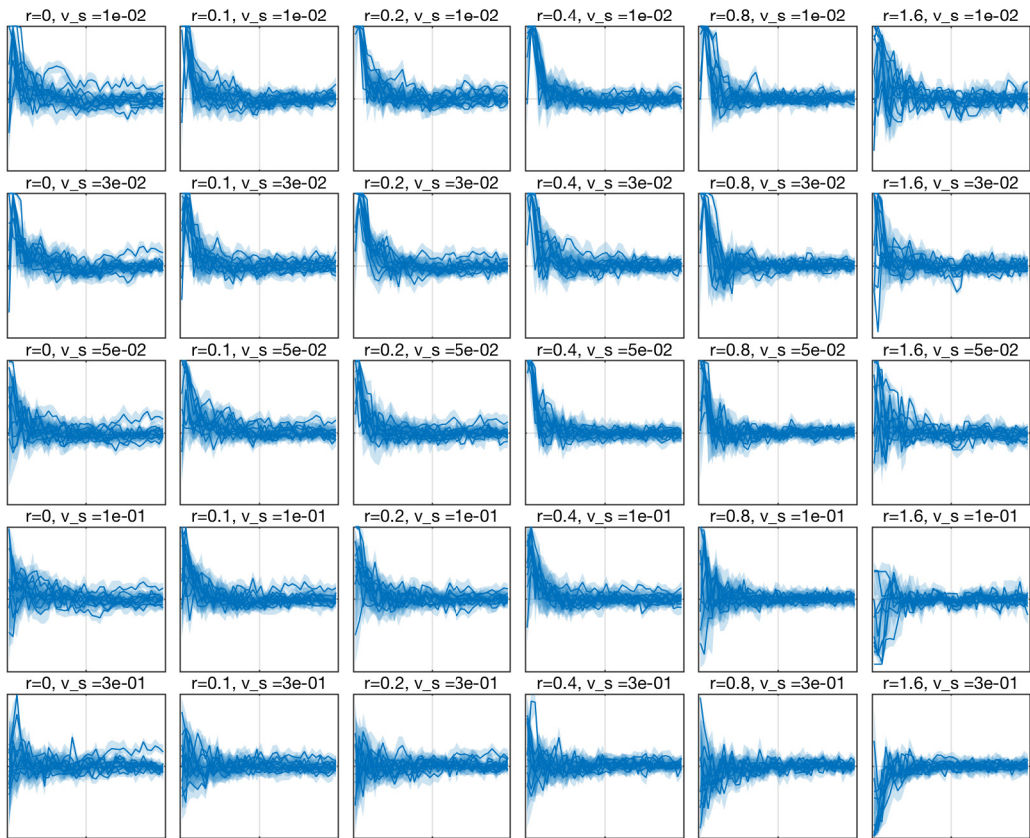 r=0, v_s =1e-02 r=0.1, v_s =1e-02 r=0.2, v_s =1e-02 r=0.4, v_s =1e-02 r=0.8, v_s =1e-02 r=1.6, v_s =1e-02
r=0, v_s =3e-02 r=0.1, v_s =3e-02 r=0.2, v_s =3e-02 r=0.4, v_s =3e-02 r=0.8, v_s =3e-02 r=1.6, v_s =3e-02
r=0, v_s =5e-02 r=0.1, v_s =5e-02 r=0.2, v_s =5e-02 r=0.4, v_s =5e-02 r=0.8, v_s =5e-02 r=1.6, v_s =5e-02
r=0, v_s =1e-01 r=0.1, v_s =1e-01 r=0.2, v_s =1e-01 r=0.4, v_s =1e-01 r=0.8, v_s =1e-01 r=1.6, v_s =1e-01
r=0, v_s =3e-01 r=0.1, v_s =3e-01 r=0.2, v_s =3e-01 r=0.4, v_s =3e-01 r=0.8, v_s =3e-01 r=1.6, v_s =3e-01